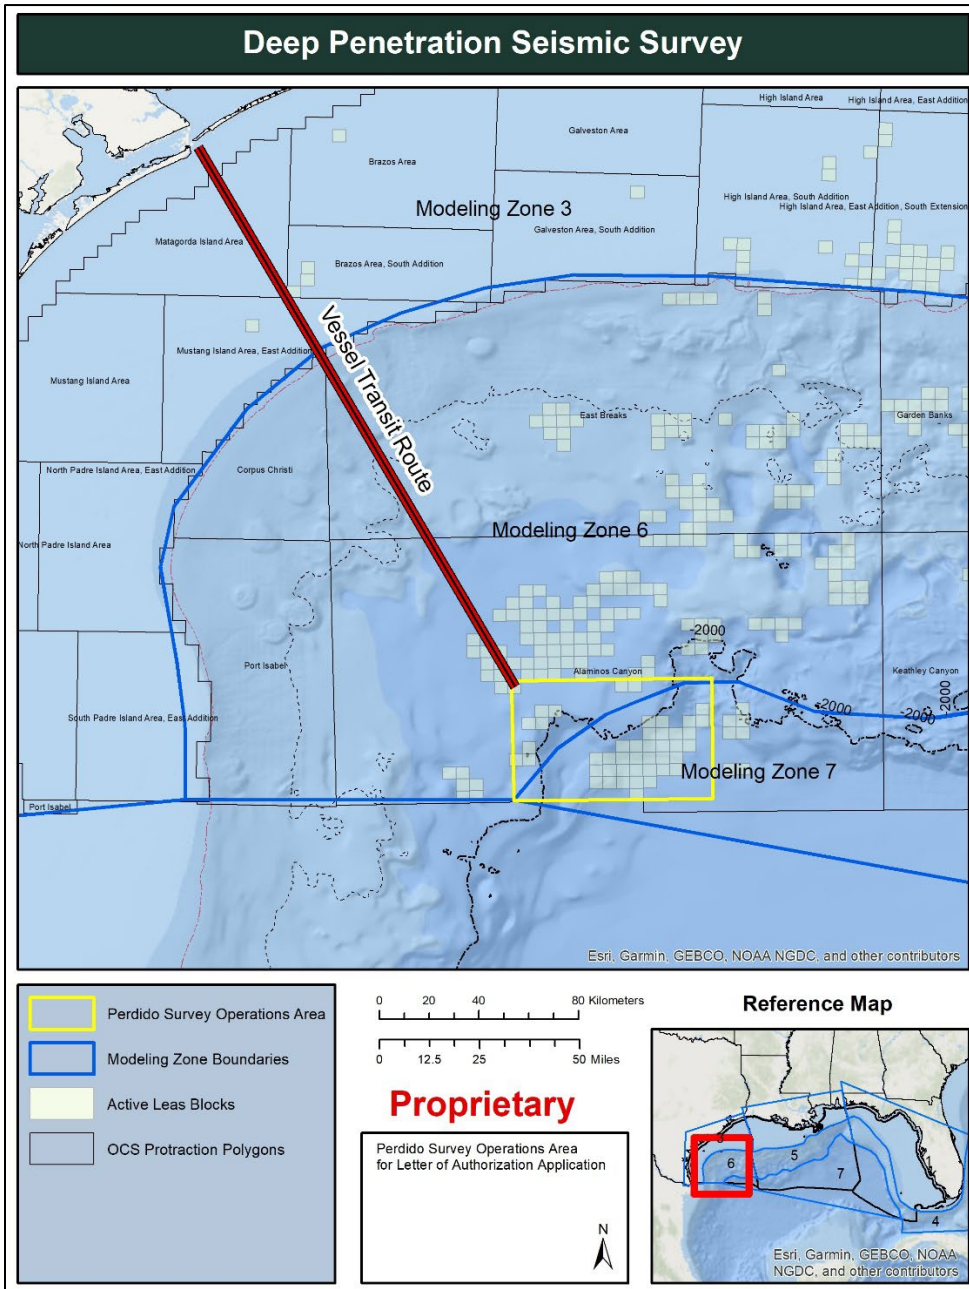 Deep Penetration Seismic Survey
High Island Area
High Island Area, East Addition
Galveston Area
Brazos Area
High Island Area, South Addition
High Island Area, East Addition, South Extension
Modeling Zone 3
Galveston Area, South Addition
Matagorda Island Area
Brazos Area, South Addition
Vessel Transit Route
Mustang Island Area, East Addition
Mustang Island Area
East Breaks
Garden Banks
North Padre Island Area, East Addition
Corpus Christi
Modeling Zone 6
North Padre Island Area
-2000
Port Isabel
Alaminos Canyon
Keathley Canyon
-2000
-2000
-2000
South Padre Island Area, East Addition
Modeling Zone 7
Port Isabel
Esri, Garmin, GEBCO, NOAA NGDC, and other contributors
Perdido Survey Operations Area
Modeling Zone Boundaries
Active Leas Blocks
OCS Protraction Polygons
0 20 40 80 Kilometers
0 12.5 25 50 Miles
Proprietary
Perdido Survey Operations Area
for Letter of Authorization Application
N
Reference Map
3
6
5
7
1
4
Esri, Garmin, GEBCO, NOAA
NGDC, and other contributors